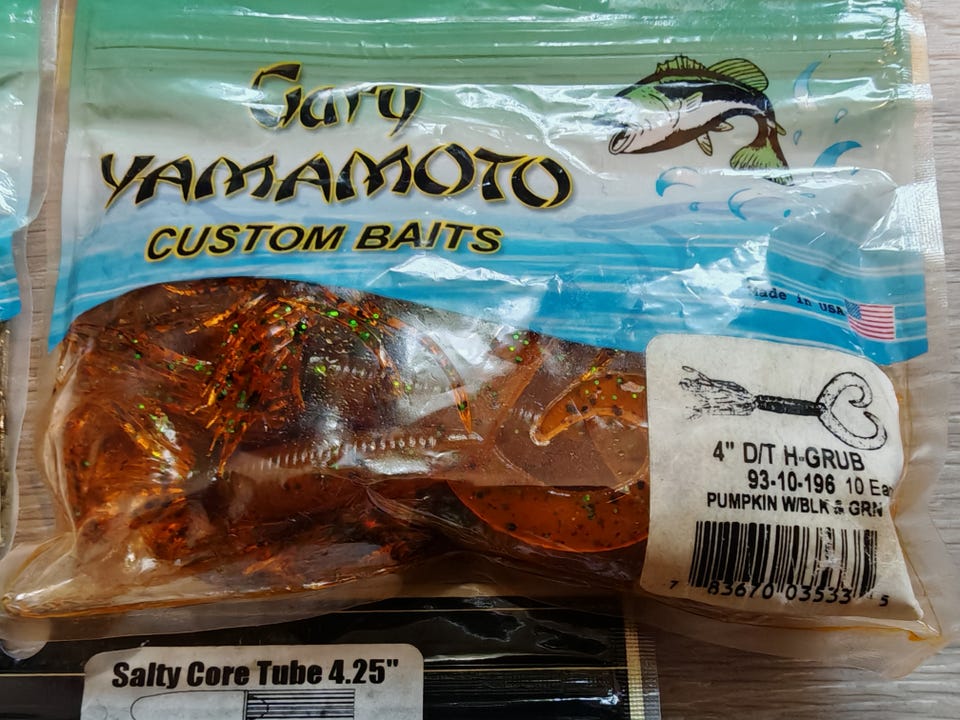 Gary
YAMAMOTO
CUSTOM BAITS
Made in USA
4" D/T H-GRUB
93-10-196 10 Ea
PUMPKIN W/BLK & GRN
7 83670 03533 5
Salty Core Tube 4.25"